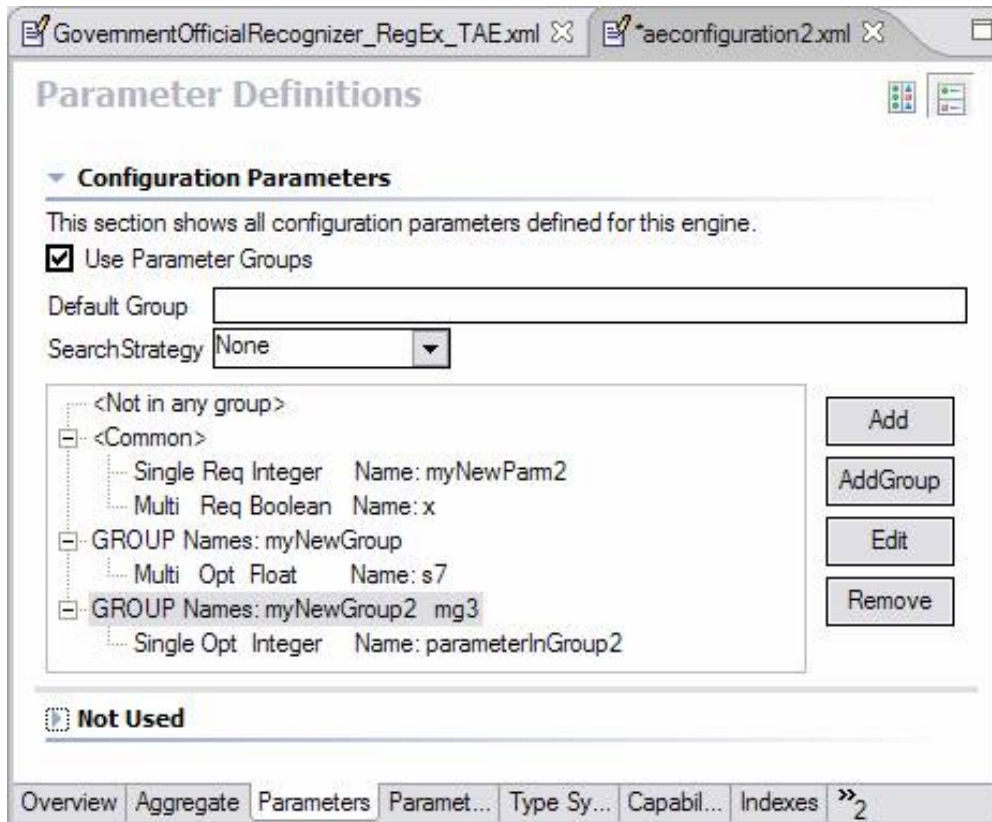 GovernmentOfficialRecognizer_RegEx_TAE.xml *aeconfiguration2.xml
Parameter Definitions
Configuration Parameters
This section shows all configuration parameters defined for this engine.
Use Parameter Groups
Default Group
SearchStrategy None
<Not in any group>
Add
<Common>
Single Req Integer Name: myNewParm2
AddGroup
Multi Req Boolean Name: x
GROUP Names: myNewGroup
Edit
Multi Opt Float Name: s7
GROUP Names: myNewGroup2 mg3
Remove
Single Opt Integer Name: parameterInGroup2
Not Used
Overview Aggregate Parameters Paramet... Type Sy... Capabil... Indexes »2